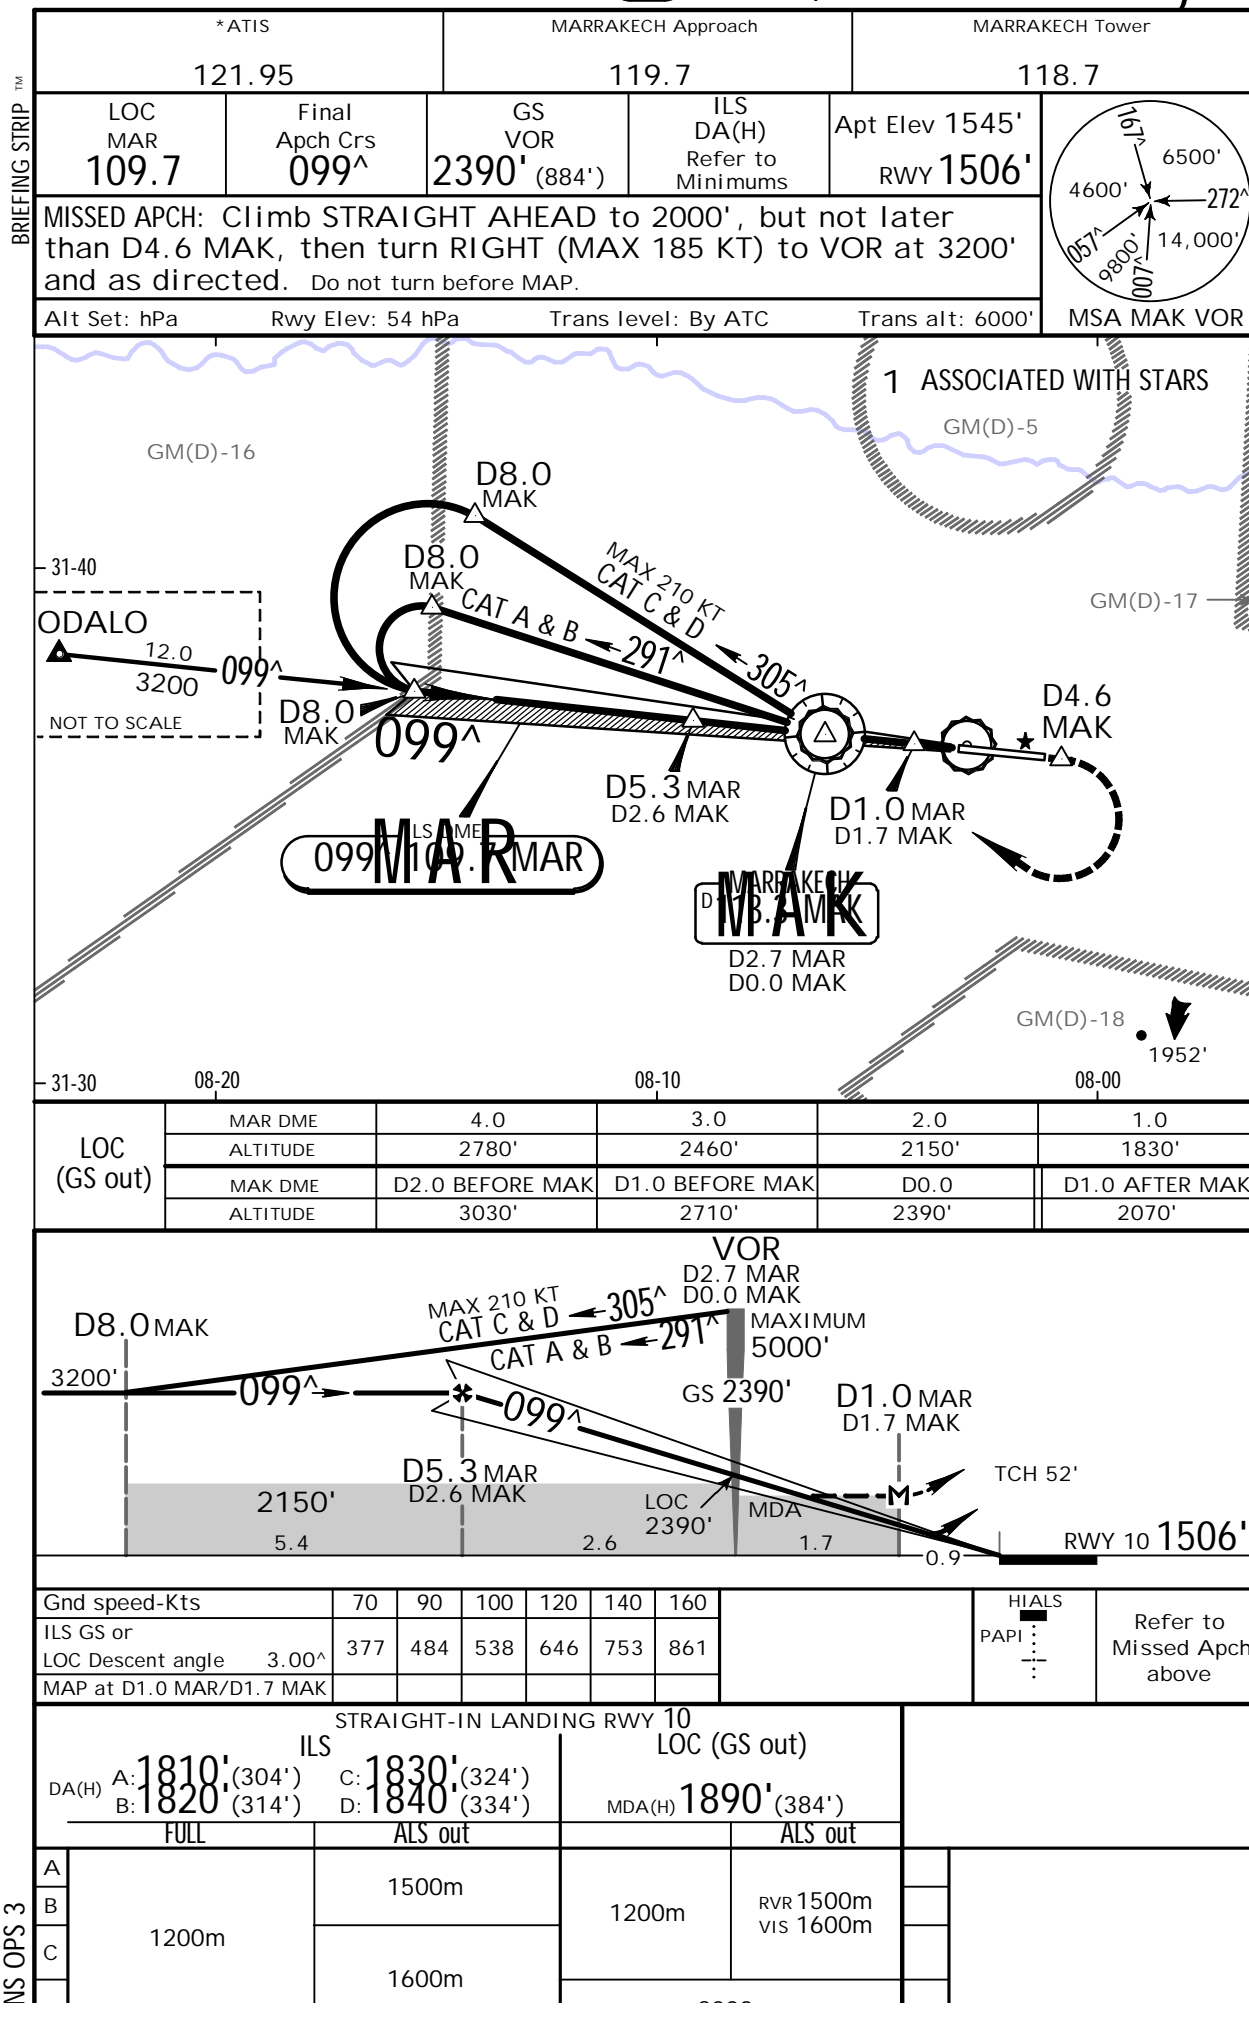 *ATIS
121.95
MARRAKECH Approach
119.7
MARRAKECH Tower
118.7
BRIEFING STRIP TM
LOC
MAR
109.7
Final
Apch Crs
099^
GS
VOR
2390' (884')
ILS
DA(H)
Refer to
Minimums
Apt Elev 1545'
RWY 1506'
MISSED APCH: Climb STRAIGHT AHEAD to 2000', but not later
than D4.6 MAK, then turn RIGHT (MAX 185 KT) to VOR at 3200'
and as directed. Do not turn before MAP.
Alt Set: hPa Rwy Elev: 54 hPa Trans level: By ATC Trans alt: 6000'
167^
6500'
4600'
272^
057^
9800'
007^
14,000'
MSA MAK VOR
1 ASSOCIATED WITH STARS
GM(D)-5
GM(D)-16
D8.0
MAK
31-40
D8.0
MAK
MAX 210 KT
CAT C & D
305^
CAT A & B
291^
GM(D)-17
ODALO
12.0
3200
099^
NOT TO SCALE
D8.0
MAK
099^
D4.6
MAK
D5.3 MAR
D2.6 MAK
D1.0 MAR
D1.7 MAK
ILS DME
099^ 109.7 MAR
MAR
MARRAKECH
D 113.3 MAK
MAK
D2.7 MAR
D0.0 MAK
GM(D)-18
1952'
31-30
08-20
08-10
08-00
LOC
(GS out)
MAR DME 4.0 3.0 2.0 1.0
ALTITUDE 2780' 2460' 2150' 1830'
MAK DME D2.0 BEFORE MAK D1.0 BEFORE MAK D0.0 D1.0 AFTER MAK
ALTITUDE 3030' 2710' 2390' 2070'
VOR
D2.7 MAR
D0.0 MAK
MAX 210 KT
CAT C & D 305^
CAT A & B 291^
MAXIMUM
5000'
D8.0 MAK
3200'
099^
099^
GS 2390'
D1.0 MAR
D1.7 MAK
D5.3 MAR
D2.6 MAK
TCH 52'
2150'
LOC
2390'
MDA
M
5.4
2.6
1.7
0.9
RWY 10 1506'
Gnd speed-Kts 70 90 100 120 140 160
ILS GS or
LOC Descent angle 3.00^ 377 484 538 646 753 861
MAP at D1.0 MAR/D1.7 MAK
HIALS
PAPI
Refer to
Missed Apch
above
STRAIGHT-IN LANDING RWY 10
ILS
LOC (GS out)
DA(H) A: 1810' (304') C: 1830' (324')
B: 1820' (314') D: 1840' (334')
MDA(H) 1890' (384')
FULL
ALS out
ALS out
A
B
C
1200m
1500m
1600m
1200m
RVR 1500m
VIS 1600m
NS OPS 3